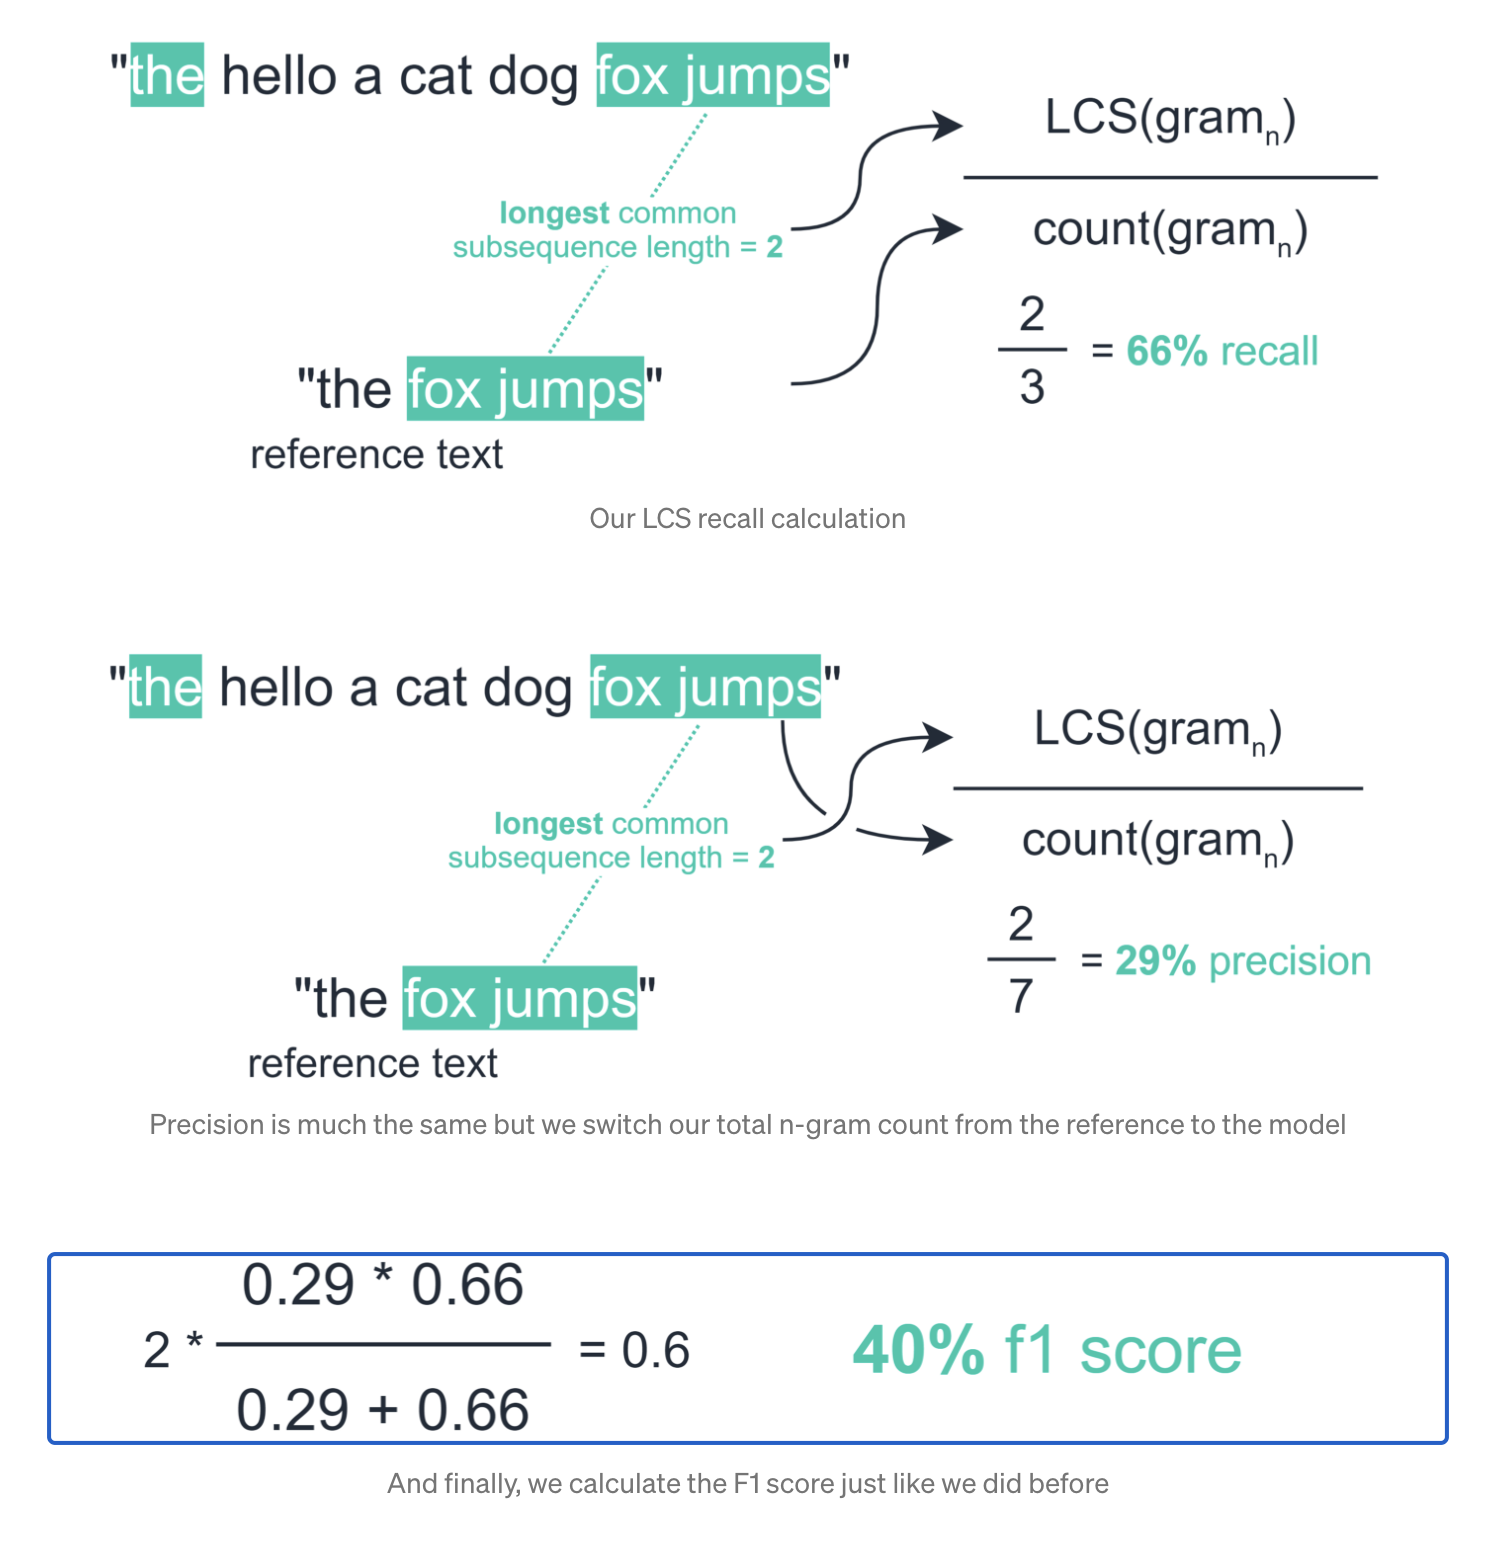 "the hello a cat dog fox jumps"
LCS(gramn)
count(gramn)
longest common
subsequence length = 2
2
3
= 66% recall
"the fox jumps"
reference text
Our LCS recall calculation
"the hello a cat dog fox jumps"
LCS(gramn)
count(gramn)
longest common
subsequence length = 2
2
7
= 29% precision
"the fox jumps"
reference text
Precision is much the same but we switch our total n-gram count from the reference to the model
0.29 * 0.66
2 *
= 0.6
40% f1 score
0.29 + 0.66
And finally, we calculate the F1 score just like we did before